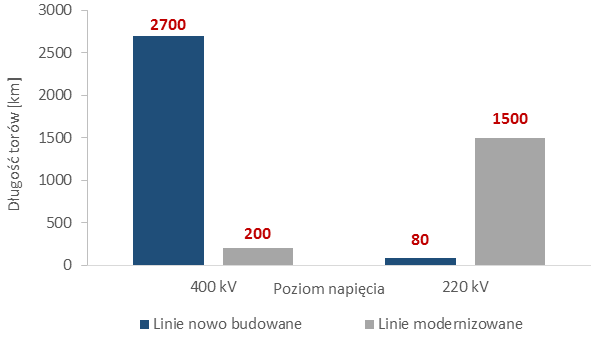 Długość torów [km]
3000
2500
2000
1500
1000
500
0
2700
200
80
1500
400 kV
Poziom napięcia
220 kV
Linie nowo budowane
Linie modernizowane